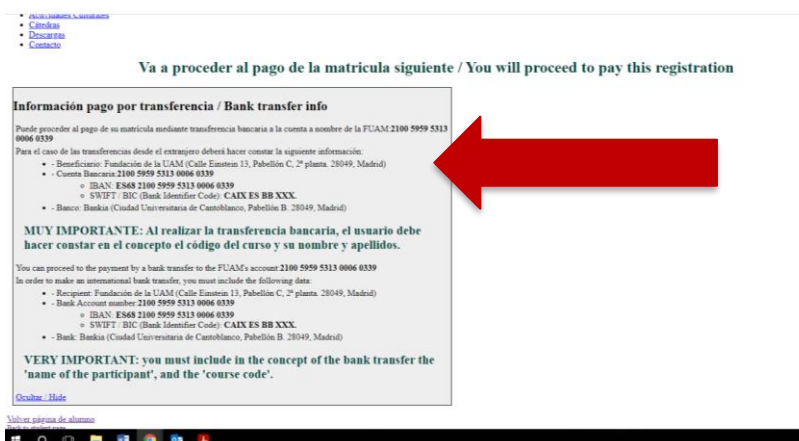 Actividades Culturales
Cátedras
Descargas
Contacto
Va a proceder al pago de la matricula siguiente / You will proceed to pay this registration
Información pago por transferencia / Bank transfer info
Puede proceder al pago de su matrícula mediante transferencia bancaria a la cuenta a nombre de la FUAM:2100 5959 5313
0006 0339
Para el caso de las transferencias desde el extranjero deberá hacer constar la siguiente información:
- Beneficiario: Fundación de la UAM (Calle Einstein 13, Pabellón C, 2ª planta. 28049, Madrid)
- Cuenta Bancaria:2100 5959 5313 0006 0339
IBAN: ES68 2100 5959 5313 0006 0339
SWIFT / BIC (Bank Identifier Code): CAIX ES BB XXX.
- Banco: Bankia (Ciudad Universitaria de Cantoblanco, Pabellón B. 28049, Madrid)
MUY IMPORTANTE: Al realizar la transferencia bancaria, el usuario debe
hacer constar en el concepto el código del curso y su nombre y apellidos.
You can proceed to the payment by a bank transfer to the FUAM's account:2100 5959 5313 0006 0339
In order to make an international bank transfer, you must include the following data:
- Recipient: Fundación de la UAM (Calle Einstein 13, Pabellón C, 2ª planta. 28049, Madrid)
- Bank Account number:2100 5959 5313 0006 0339
IBAN: ES68 2100 5959 5313 0006 0339
SWIFT / BIC (Bank Identifier Code): CAIX ES BB XXX.
- Bank: Bankia (Ciudad Universitaria de Cantoblanco, Pabellón B. 28049, Madrid)
VERY IMPORTANT: you must include in the concept of the bank transfer the
'name of the participant', and the 'course code'.
Ocultar / Hide
Volver página de alumno
Back to student page